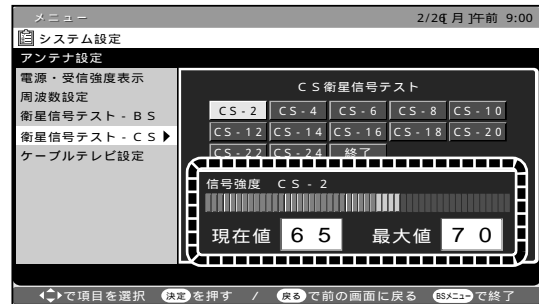 メニュー 2/26[月]午前 9:00
システム設定
アンテナ設定
電源・受信強度表示
周波数設定
衛星信号テスト-BS
衛星信号テスト-CS
ケーブルテレビ設定
CS衛星信号テスト
CS-2 CS-4 CS-6 CS-8 CS-10
CS-12 CS-14 CS-16 CS-18 CS-20
CS-22 CS-24 終了
信号強度 CS-2
現在値 65 最大値 70
で項目を選択 決定を押す / 戻るで前の画面に戻る BSメニューで終了